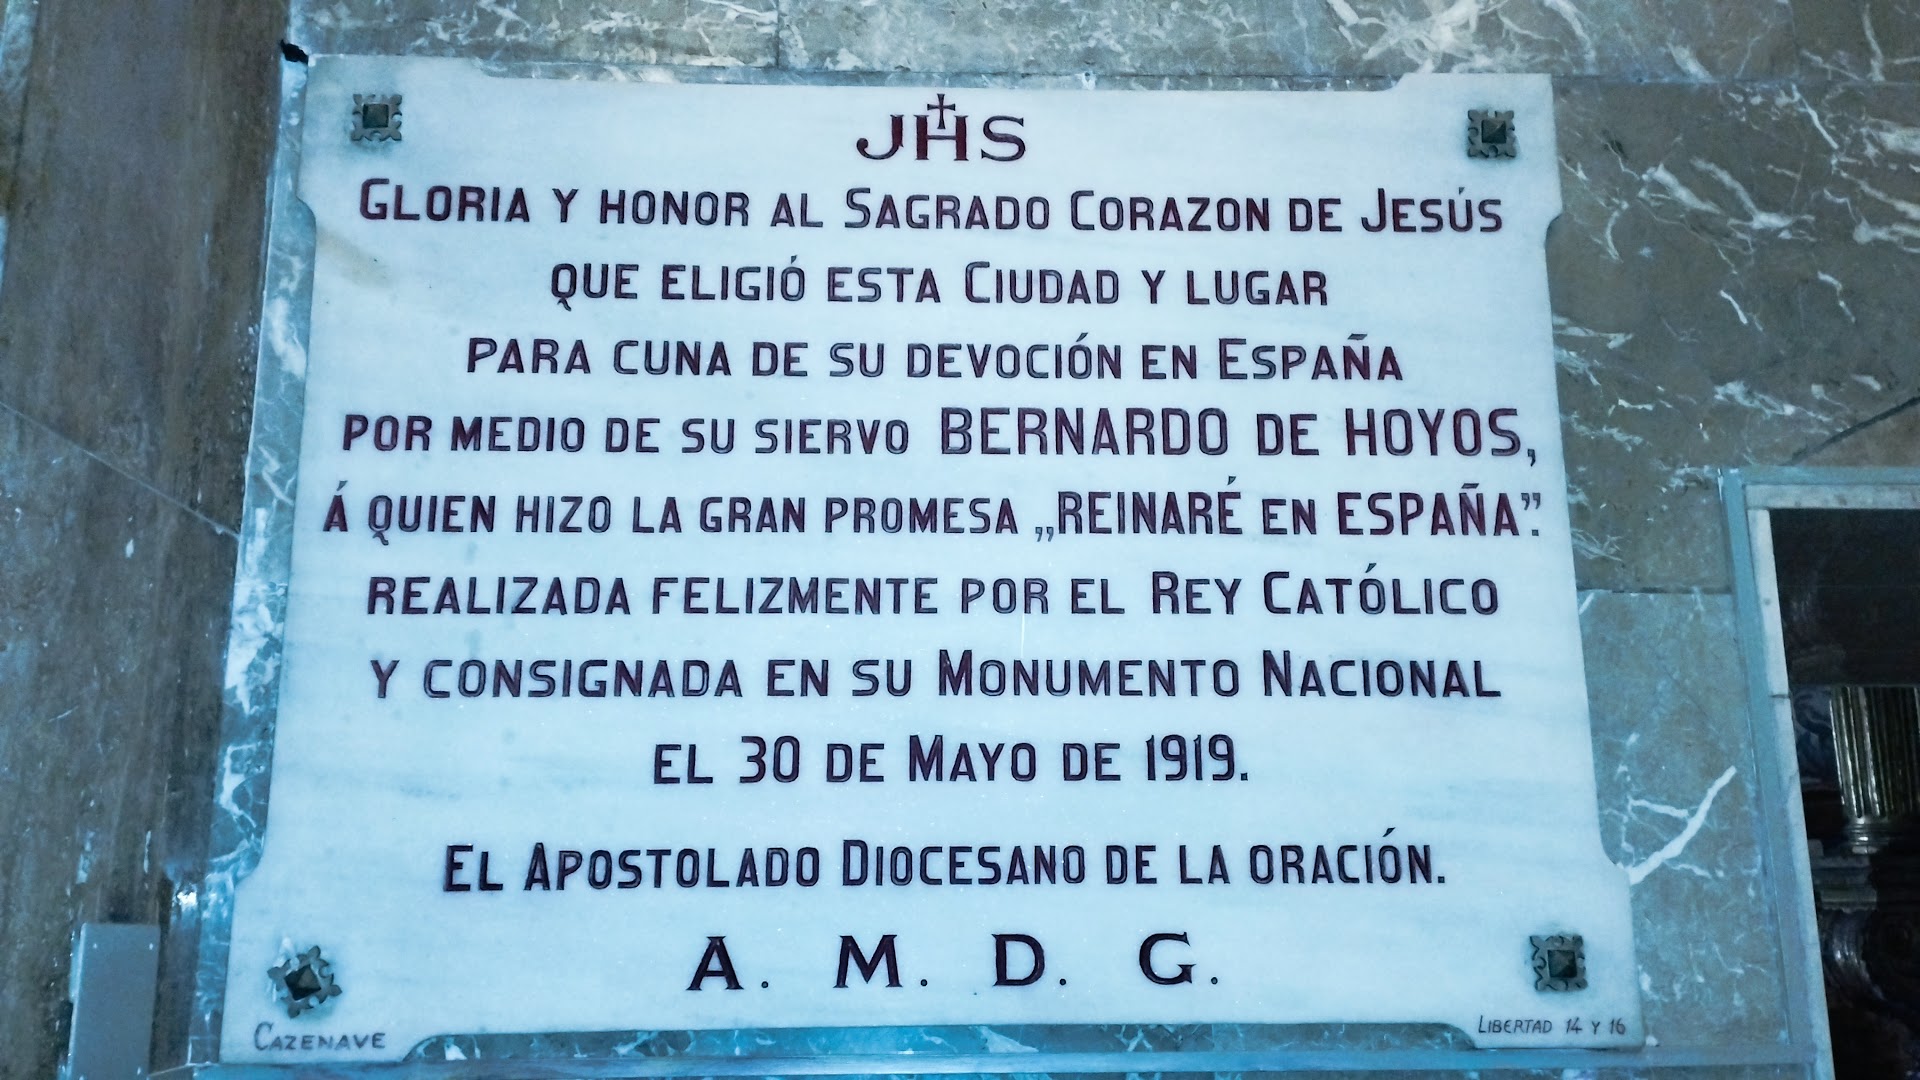 JHS
GLORIA Y HONOR AL SAGRADO CORAZON DE JESÚS
QUE ELIGIÓ ESTA CIUDAD Y LUGAR
PARA CUNA DE SU DEVOCIÓN EN ESPAÑA
POR MEDIO DE SU SIERVO BERNARDO DE HOYOS,
Á QUIEN HIZO LA GRAN PROMESA „REINARÉ EN ESPAÑA”.
REALIZADA FELIZMENTE POR EL REY CATÓLICO
Y CONSIGNADA EN SU MONUMENTO NACIONAL
EL 30 DE MAYO DE 1919.
EL APOSTOLADO DIOCESANO DE LA ORACIÓN.
A. M. D. G.
CAZENAVE
LIBERTAD 14 Y 16